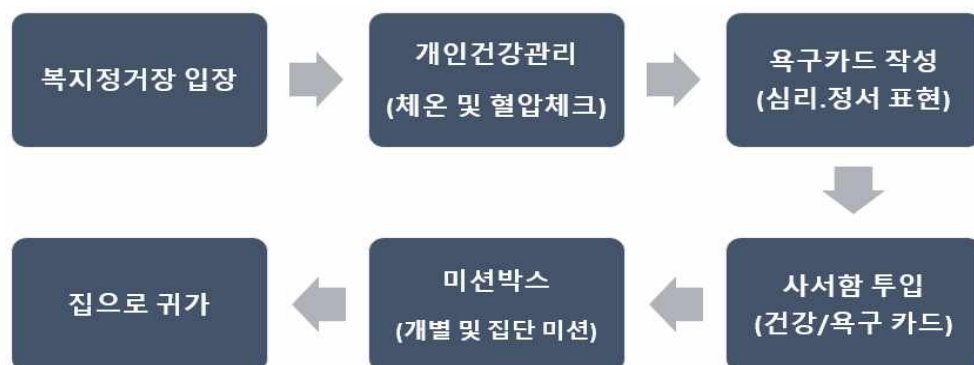 복지정거장 입장
개인건강관리
(체온 및 혈압체크)
욕구카드 작성
(심리.정서 표현)
사서함 투입
(건강/욕구 카드)
미션박스
(개별 및 집단 미션)
집으로 귀가